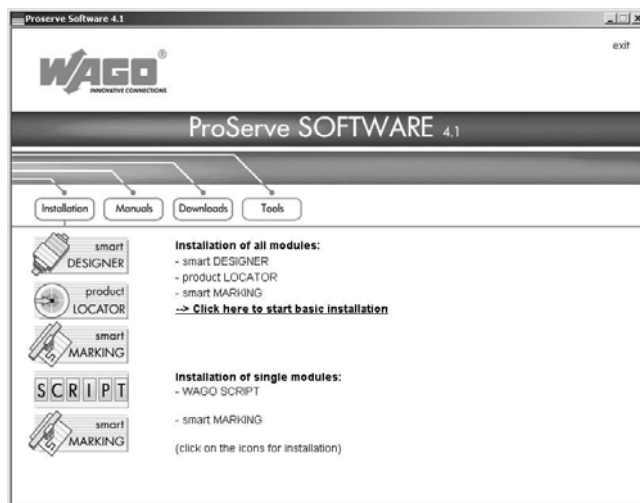 Proserve Software 4.1
exit
WAGO®
INNOVATIVE CONNECTIONS
ProServe SOFTWARE 4.1
Installation Manuals Downloads Tools
smart
DESIGNER
product
LOCATOR
smart
MARKING
SCRIPT
smart
MARKING
Installation of all modules:
- smart DESIGNER
- product LOCATOR
- smart MARKING
--> Click here to start basic installation
Installation of single modules:
- WAGO SCRIPT
- smart MARKING
(click on the icons for installation)